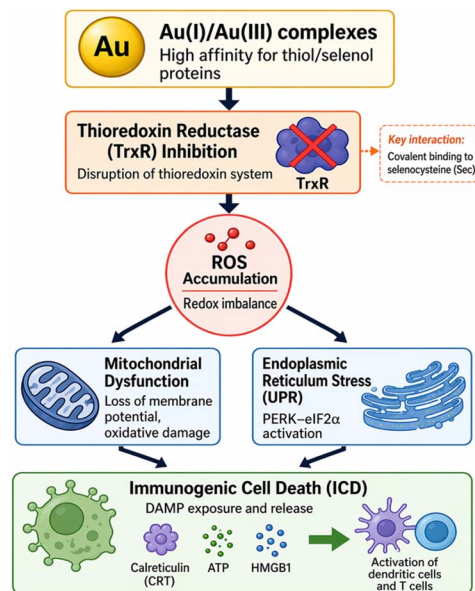 Au
Au(I)/Au(III) complexes
High affinity for thiol/selenol
proteins
Thioredoxin Reductase
(TrxR) Inhibition
Disruption of thioredoxin system
TrxR
Key interaction:
Covalent binding to
selenocysteine (Sec)
ROS
Accumulation
Redox imbalance
Mitochondrial
Dysfunction
Loss of membrane
potential,
oxidative damage
Endoplasmic
Reticulum Stress
(UPR)
PERK–eIF2α
activation
Immunogenic Cell Death (ICD)
DAMP exposure and release
Calreticulin
(CRT)
ATP
HMGB1
Activation of
dendritic cells
and T cells